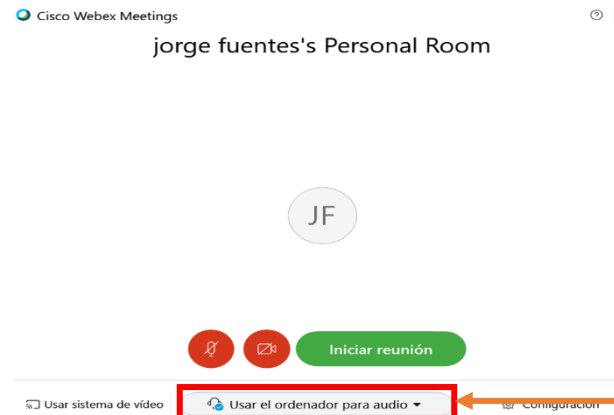 Cisco Webex Meetings
jorge fuentes's Personal Room
JF
Iniciar reunión
Usar sistema de vídeo
Usar el ordenador para audio
Configuración